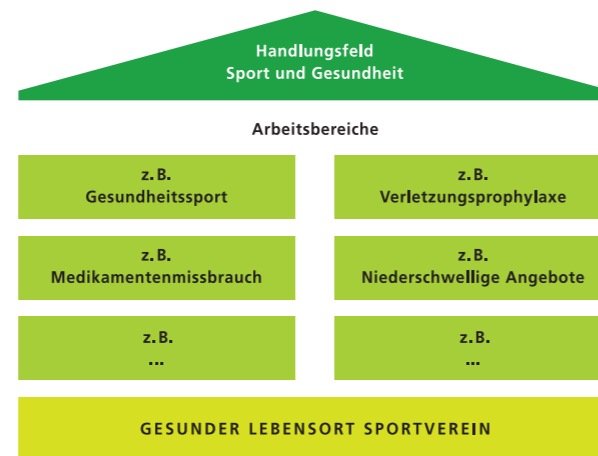 Handlungsfeld
Sport und Gesundheit
Arbeitsbereiche
z.B.
Gesundheitssport
z.B.
Verletzungsprophylaxe
z.B.
Medikamentenmissbrauch
z.B.
Niederschwellige Angebote
z.B.
...
z.B.
...
GESUNDER LEBENSORT SPORTVEREIN